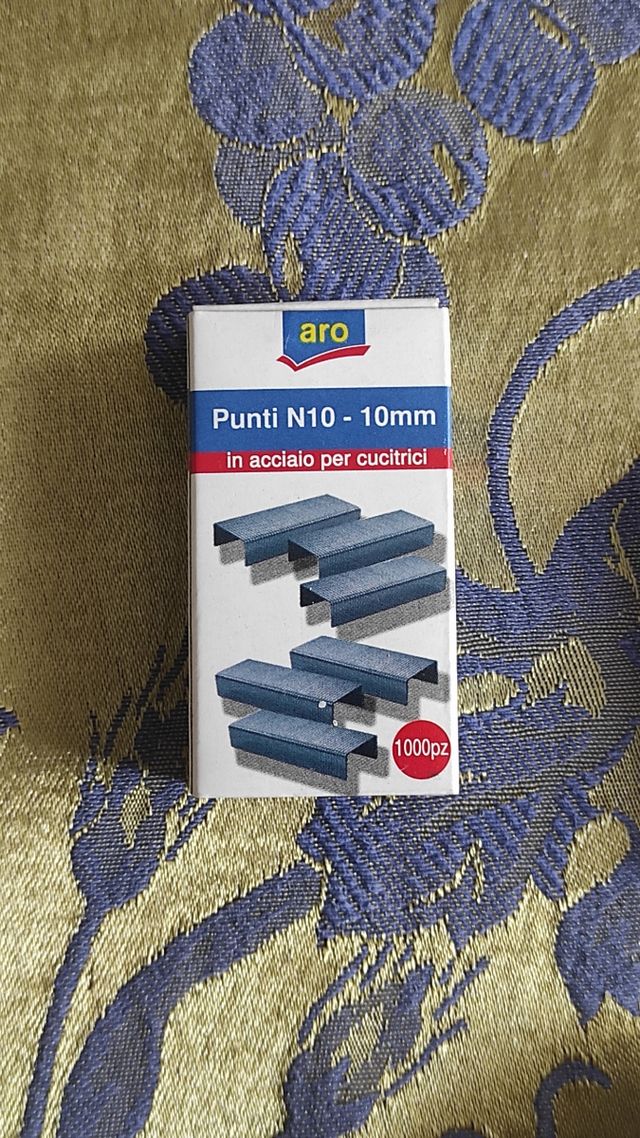 aro
Punti N10 - 10mm
in acciaio per cucitrici
1000pz